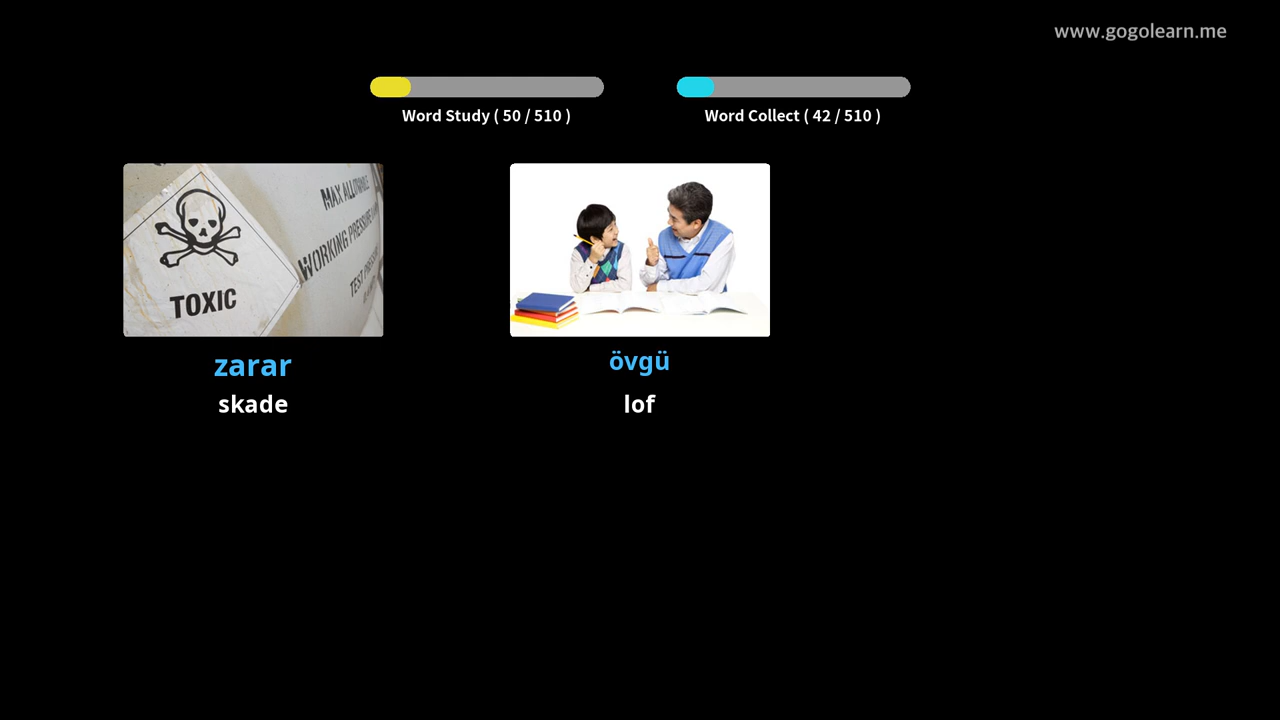 www.gogolearn.me
Word Study ( 50 / 510 )
Word Collect ( 42 / 510 )
TOXIC
MAX ALLOWABLE
WORKING PRESSURE
TEST
zarar
skade
övgü
lof